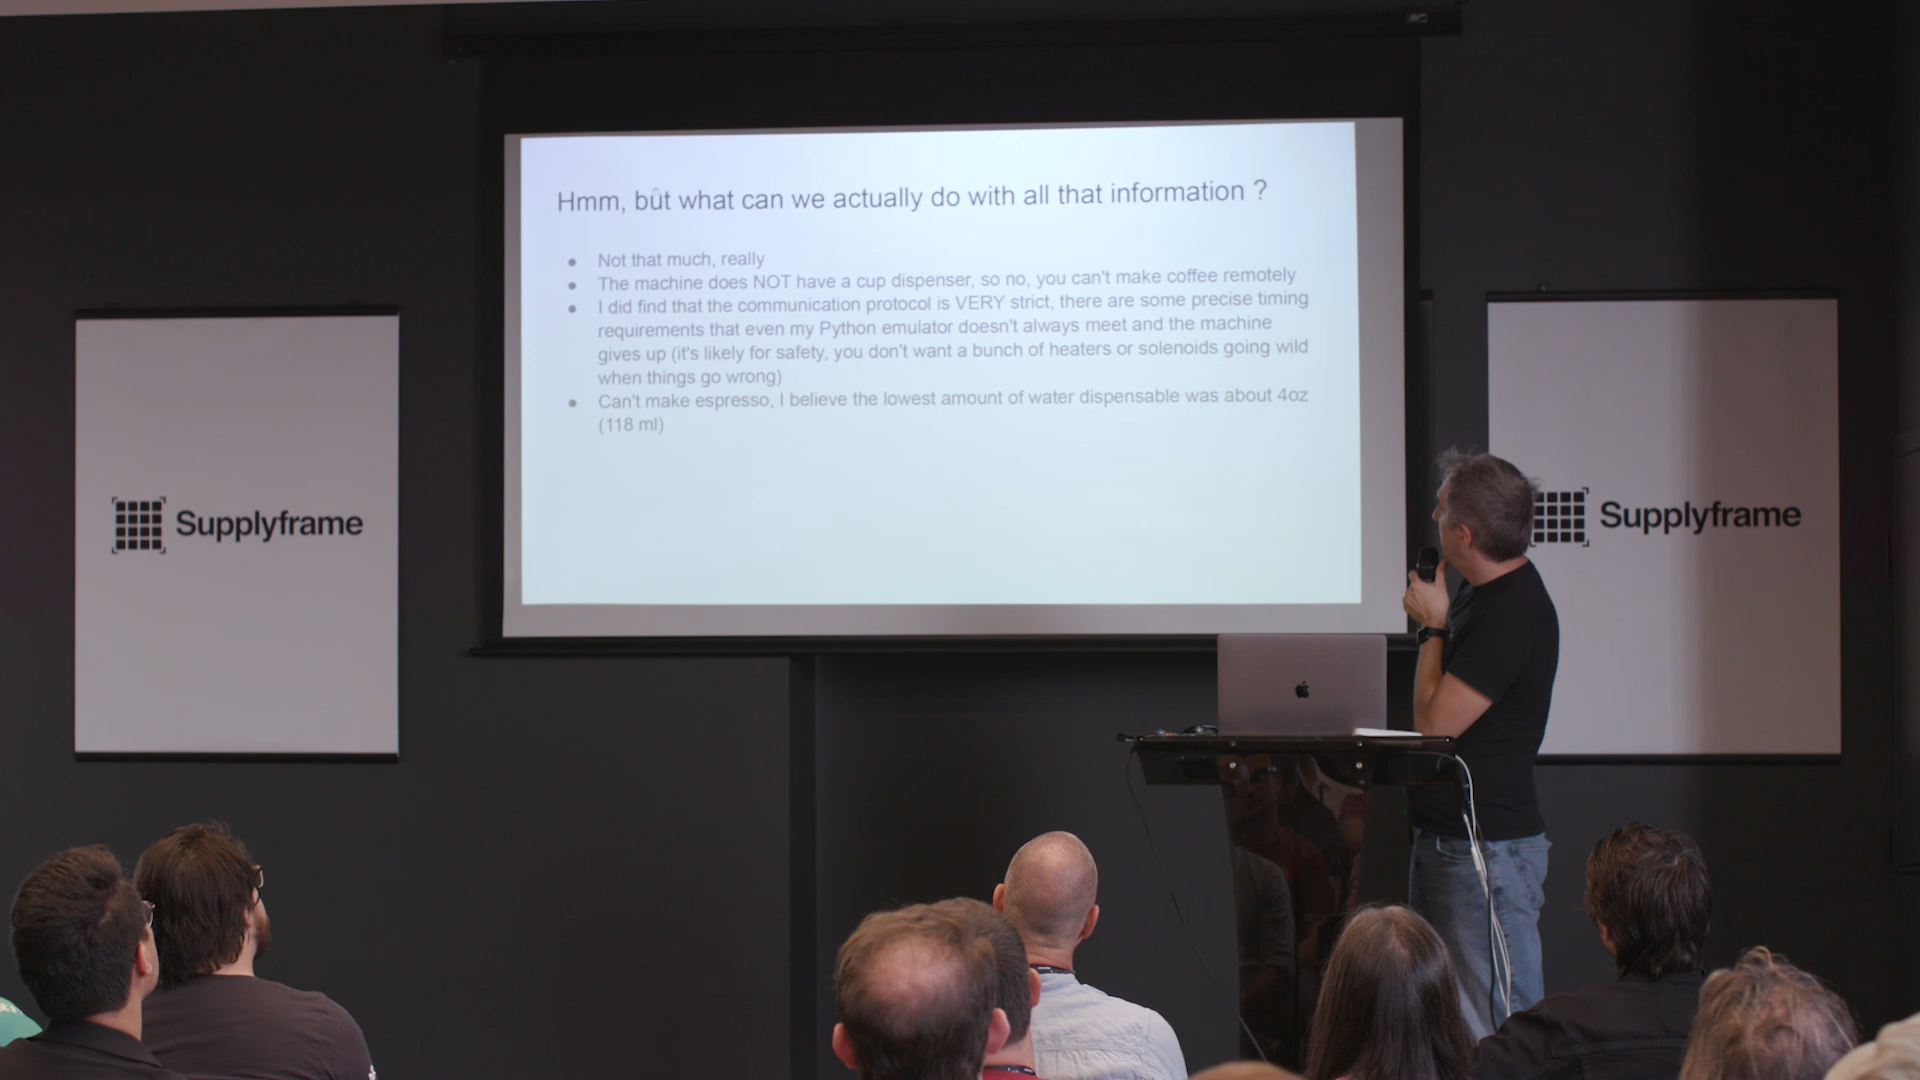 Hmm, but what can we actually do with all that information ?
● Not that much, really
● The machine does NOT have a cup dispenser, so no, you can't make coffee remotely
● I did find that the communication protocol is VERY strict, there are some precise timing
requirements that even my Python emulator doesn't always meet and the machine
gives up (it's likely for safety, you don't want a bunch of heaters or solenoids going wild
when things go wrong)
● Can't make espresso, I believe the lowest amount of water dispensable was about 4oz
(118 ml)
Supplyframe
Supplyframe